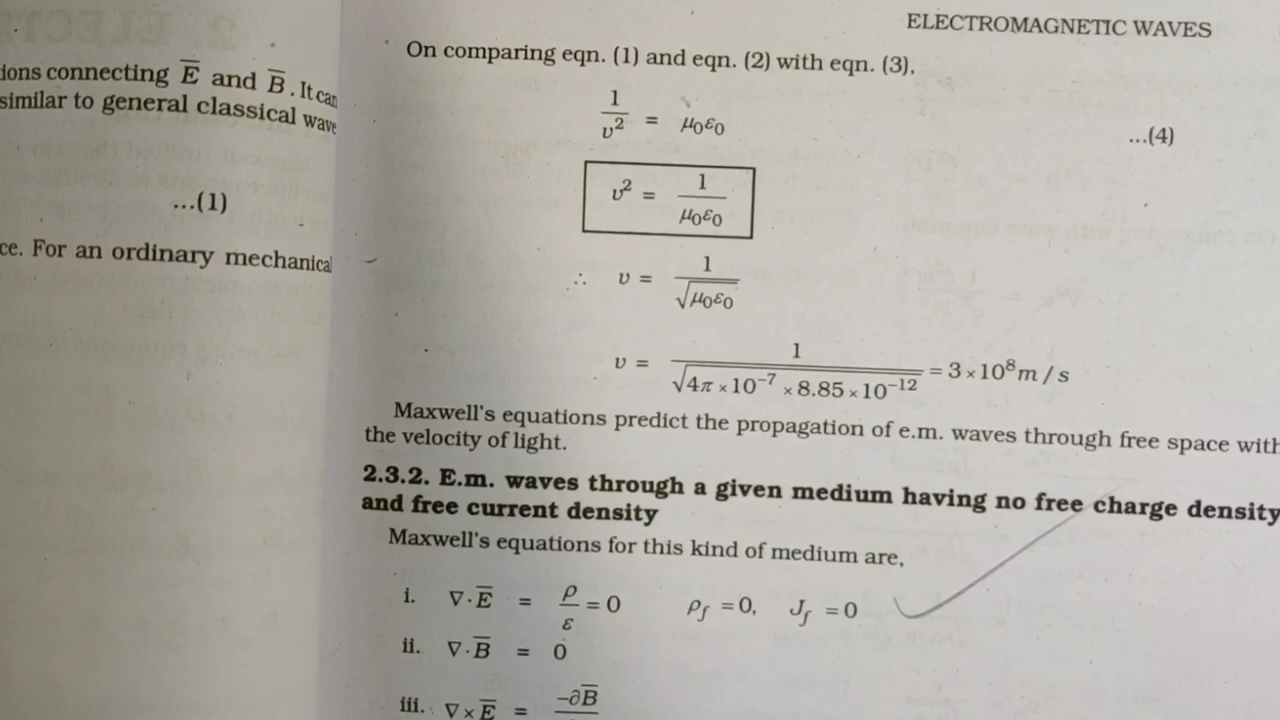 ions connecting E̅ and B̅. It can
similar to general classical wave
...(1)
ce. For an ordinary mechanical
ELECTROMAGNETIC WAVES
On comparing eqn. (1) and eqn. (2) with eqn. (3),
1/υ² = μ₀ε₀ ...(4)
υ² = 1/μ₀ε₀
∴ υ = 1/√μ₀ε₀
υ = 1/√4π × 10⁻⁷ × 8.85 × 10⁻¹² = 3 × 10⁸ m / s
Maxwell's equations predict the propagation of e.m. waves through free space with
the velocity of light.
2.3.2. E.m. waves through a given medium having no free charge density
and free current density
Maxwell's equations for this kind of medium are,
i. ∇·E̅ = ρ/ε = 0 ρf = 0, Jf = 0
ii. ∇·B̅ = 0
iii. ∇×E̅ = -∂B̅